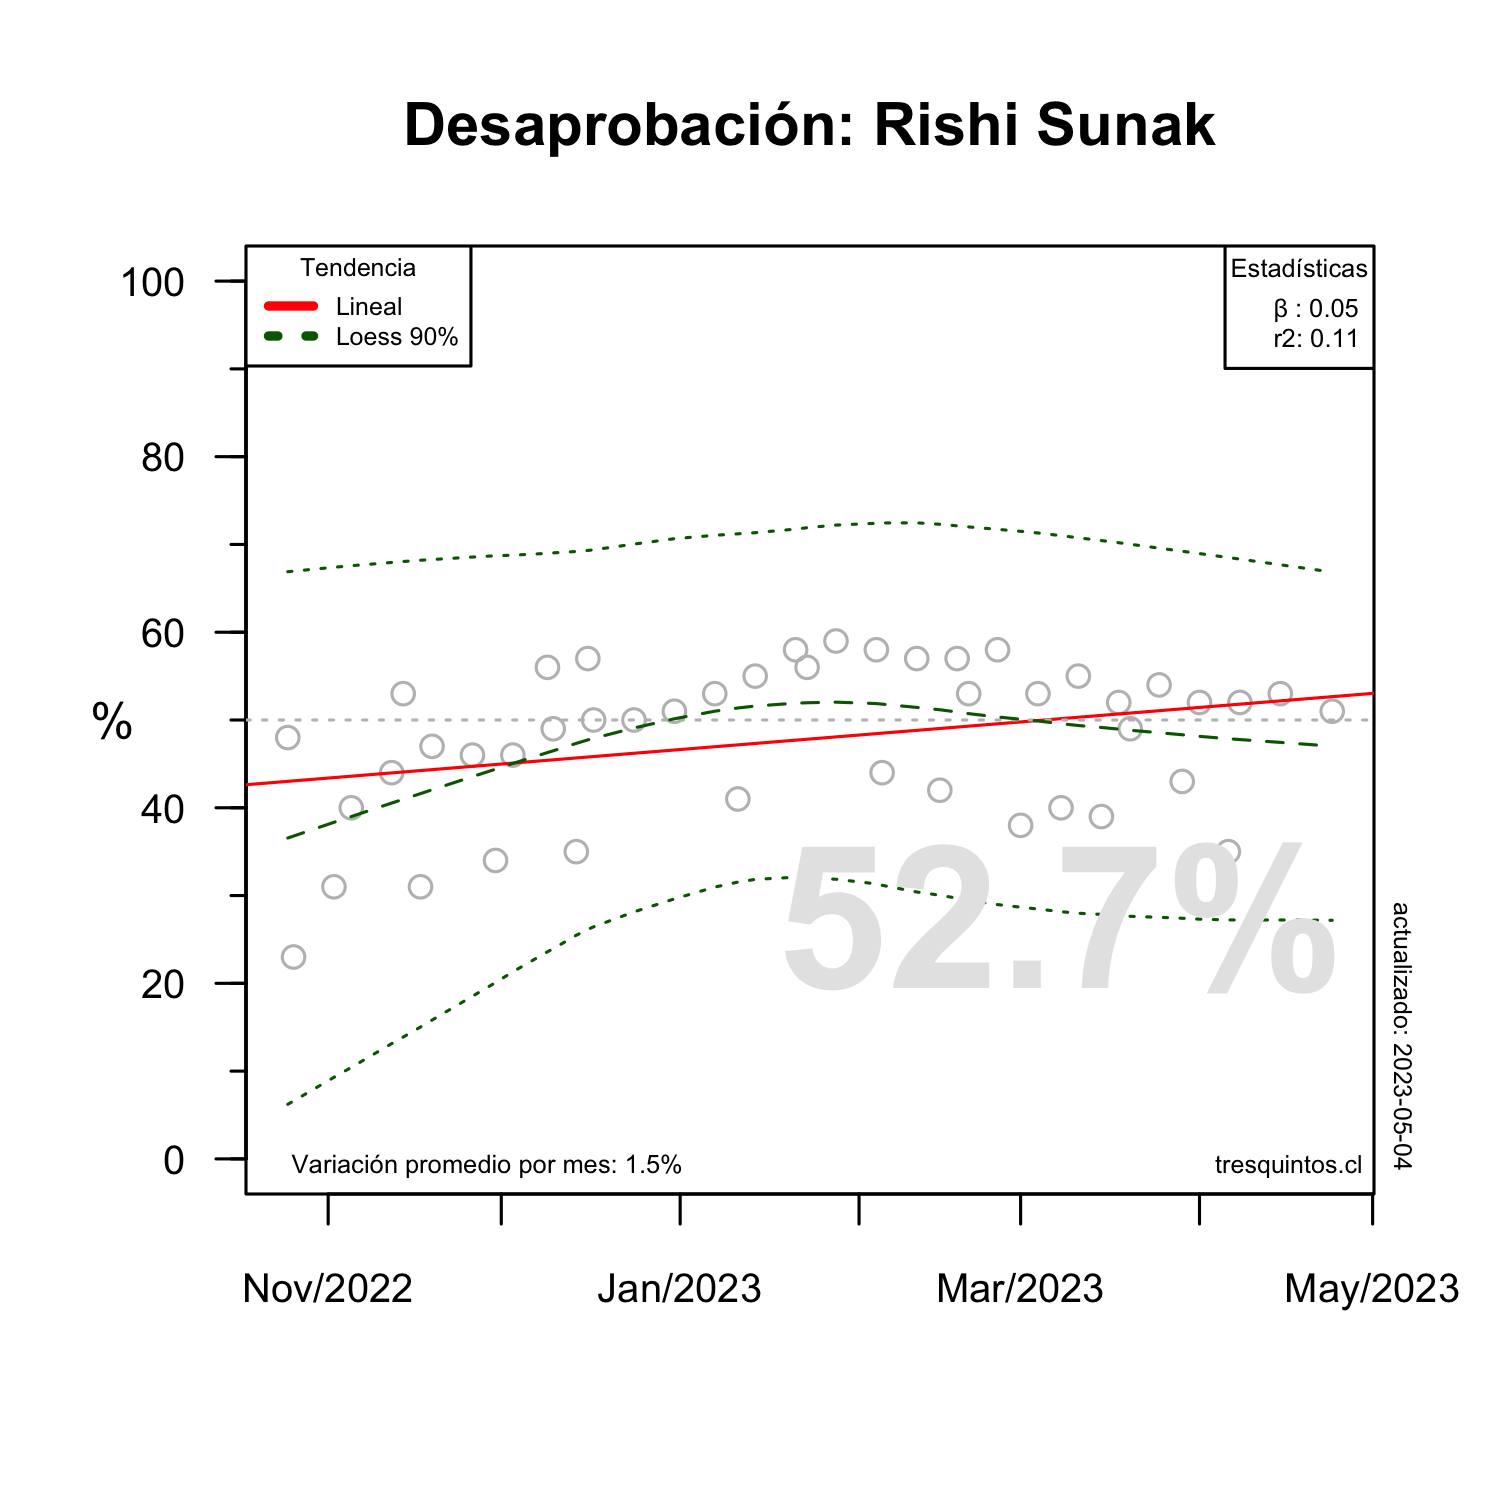 Desaprobación: Rishi Sunak
Tendencia
Lineal
Loess 90%
Estadísticas
β : 0.05
r2: 0.11
100
80
60
%
40
20
0
52.7%
actualizado: 2023-05-04
Variación promedio por mes: 1.5%
tresquintos.cl
Nov/2022
Jan/2023
Mar/2023
May/2023